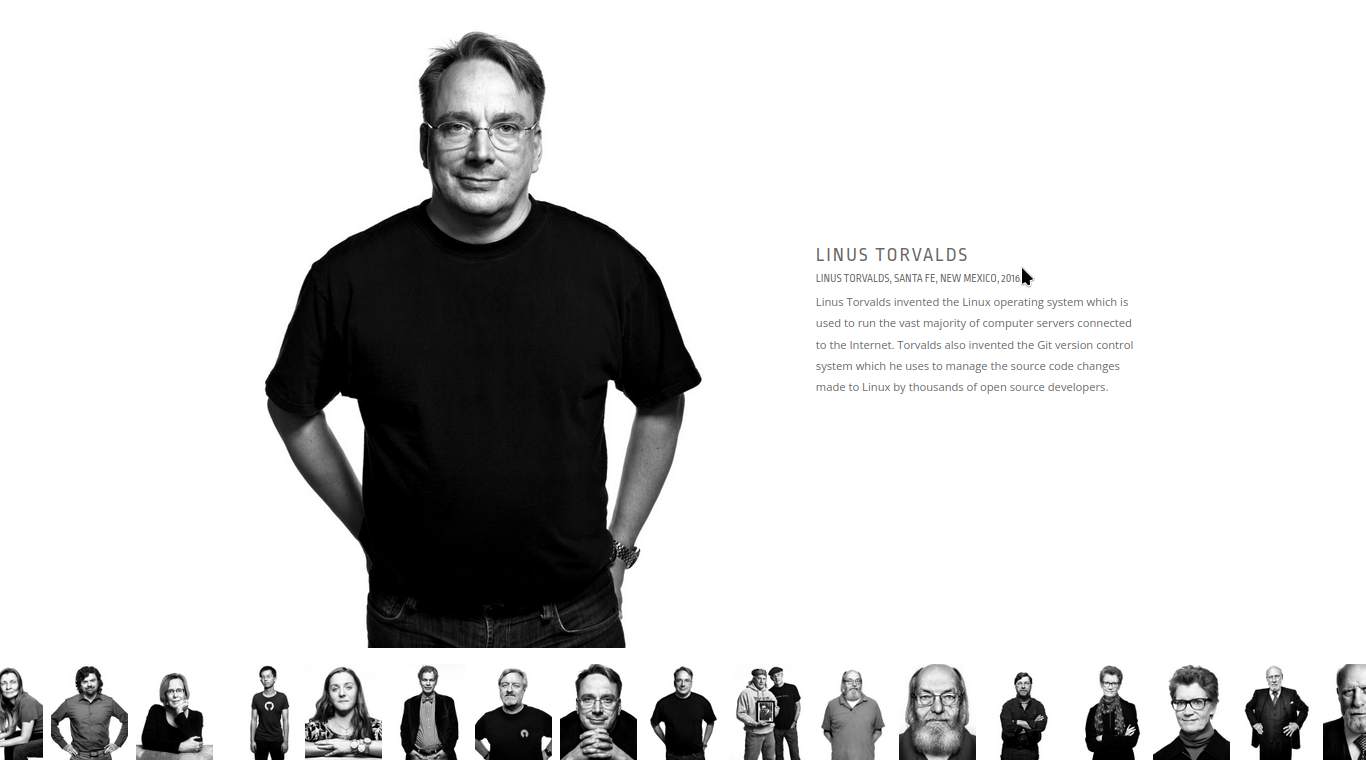 LINUS TORVALDS
LINUS TORVALDS, SANTA FE, NEW MEXICO, 2016
Linus Torvalds invented the Linux operating system which is
used to run the vast majority of computer servers connected
to the Internet. Torvalds also invented the Git version control
system which he uses to manage the source code changes
made to Linux by thousands of open source developers.